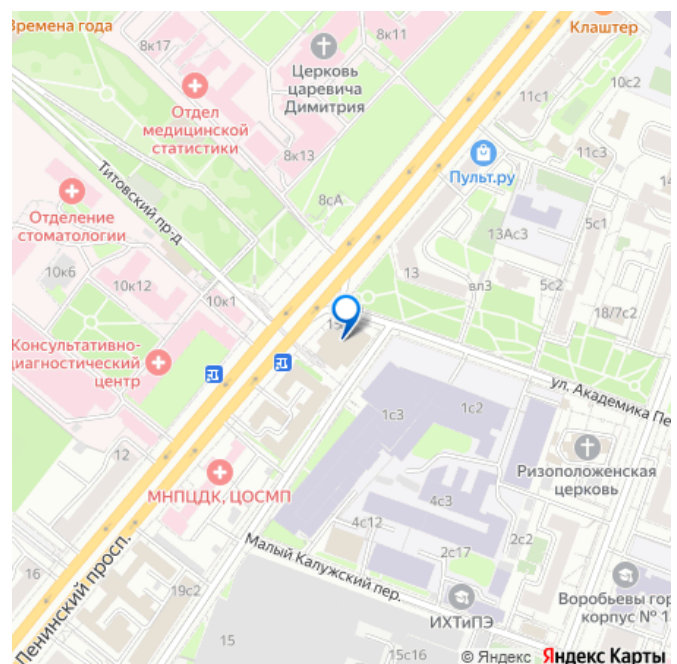 Времена года
8к17
8к11
Клаштер
Церковь
царевича
Димитрия
10с2
11с1
Отдел
медицинской
статистики
8к13
11с3
Пульт.ру
14
Титовский пр-д
8сА
Отделение
стоматологии
5с1
13Ас3
10к6
10к12
13
вл3
5с2
10к1
18/7с2
Консультативно-
диагностический
центр
ул. Академика Пе
1с3
1с2
12
Ризоположенская
церковь
МНПЦДК, ЦОСМП
4с3
4с12
2с2
Малый Калужский пер.
2с17
Ленинский просп.
16
19с2
ИХТиПЭ
Воробьевы гор
корпус № 1
15
15с16
© Яндекс Яндекс Карты